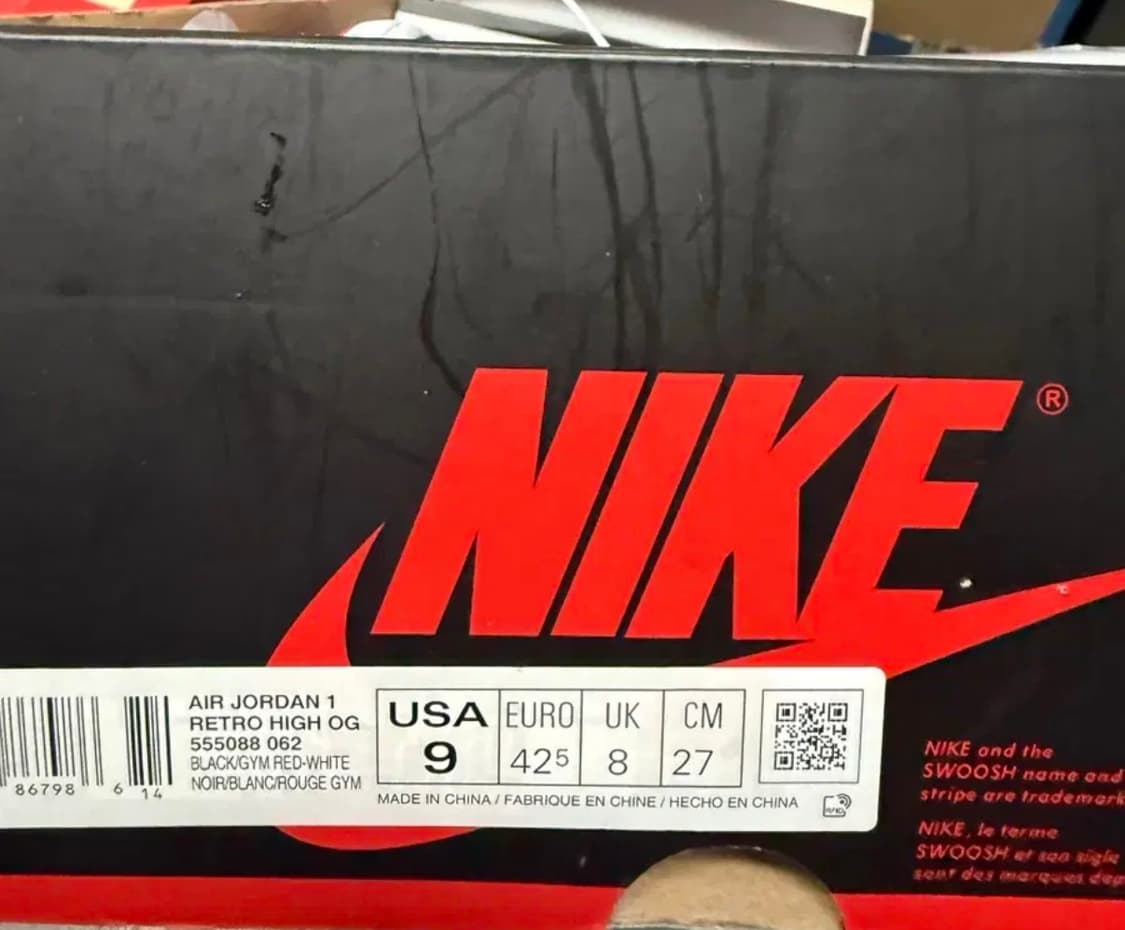 NIKE®
AIR JORDAN 1
RETRO HIGH OG
555088 062
BLACK/GYM RED-WHITE
NOIR/BLANC/ROUGE GYM
86798 6 14
USA EURO UK CM
9 42⁵ 8 27
MADE IN CHINA / FABRIQUE EN CHINE / HECHO EN CHINA
NIKE and the
SWOOSH name and
stripe are trademark
NIKE, le terme
SWOOSH et son sigle
sont des marques dep